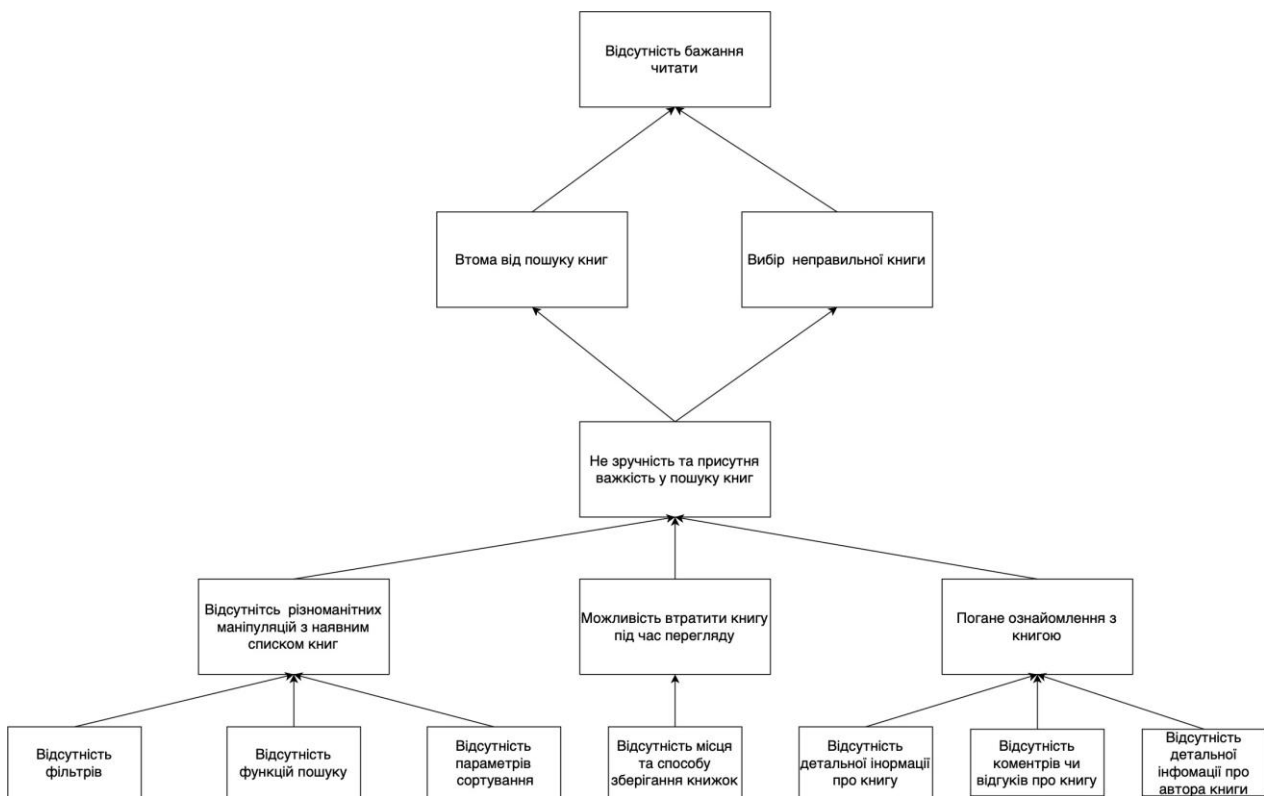 Відсутність бажання
читати
Втома від пошуку книг
Вибір неправильної книги
Не зручність та присутня
важкість у пошуку книг
Відсутнітсь різноманітних
маніпуляцій з наявним
списком книг
Можливість втратити книгу
під час перегляду
Погане ознайомлення з
книгою
Відсутність
фільтрів
Відсутність
функцій пошуку
Відсутність
параметрів
сортування
Відсутність місця
та способу
зберігання книжок
Відсутність
детальної інормації
про книгу
Відсутність
коментрів чи
відгуків про книгу
Відсутність
детальної
інфомації про
автора книги